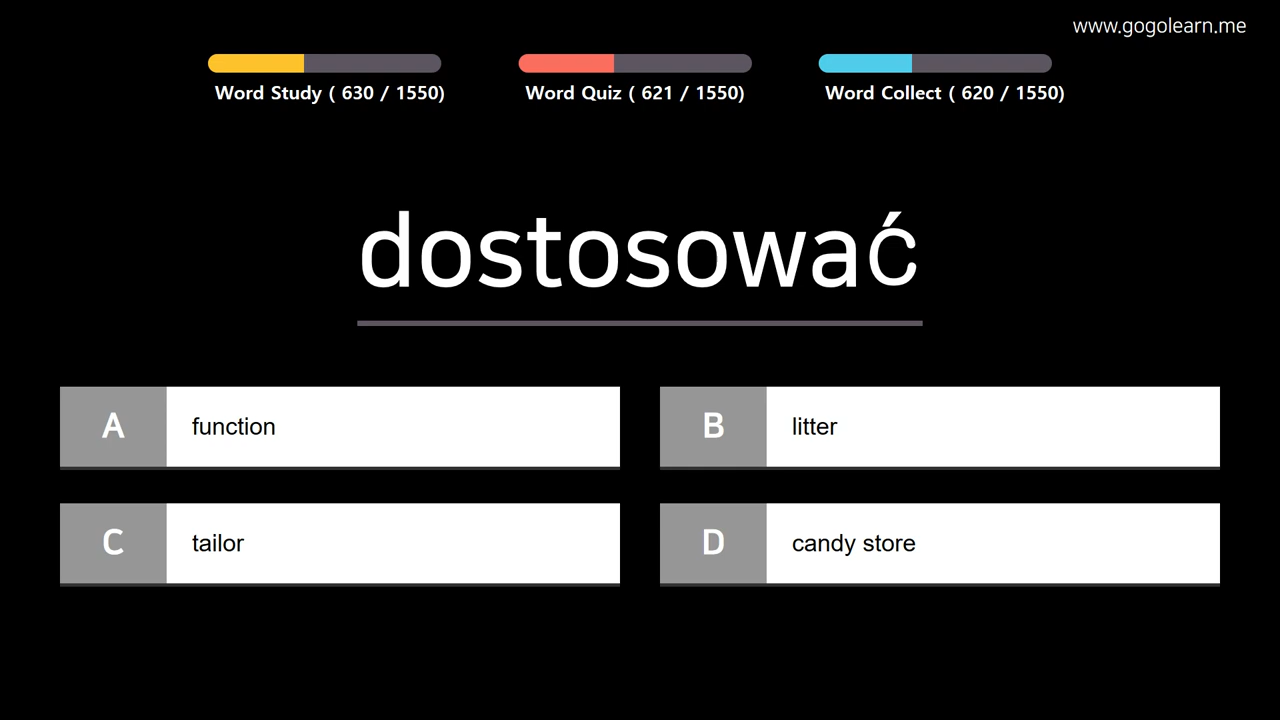 www.gogolearn.me
Word Study ( 630 / 1550)
Word Quiz ( 621 / 1550)
Word Collect ( 620 / 1550)
dostosować
A function
B litter
C tailor
D candy store